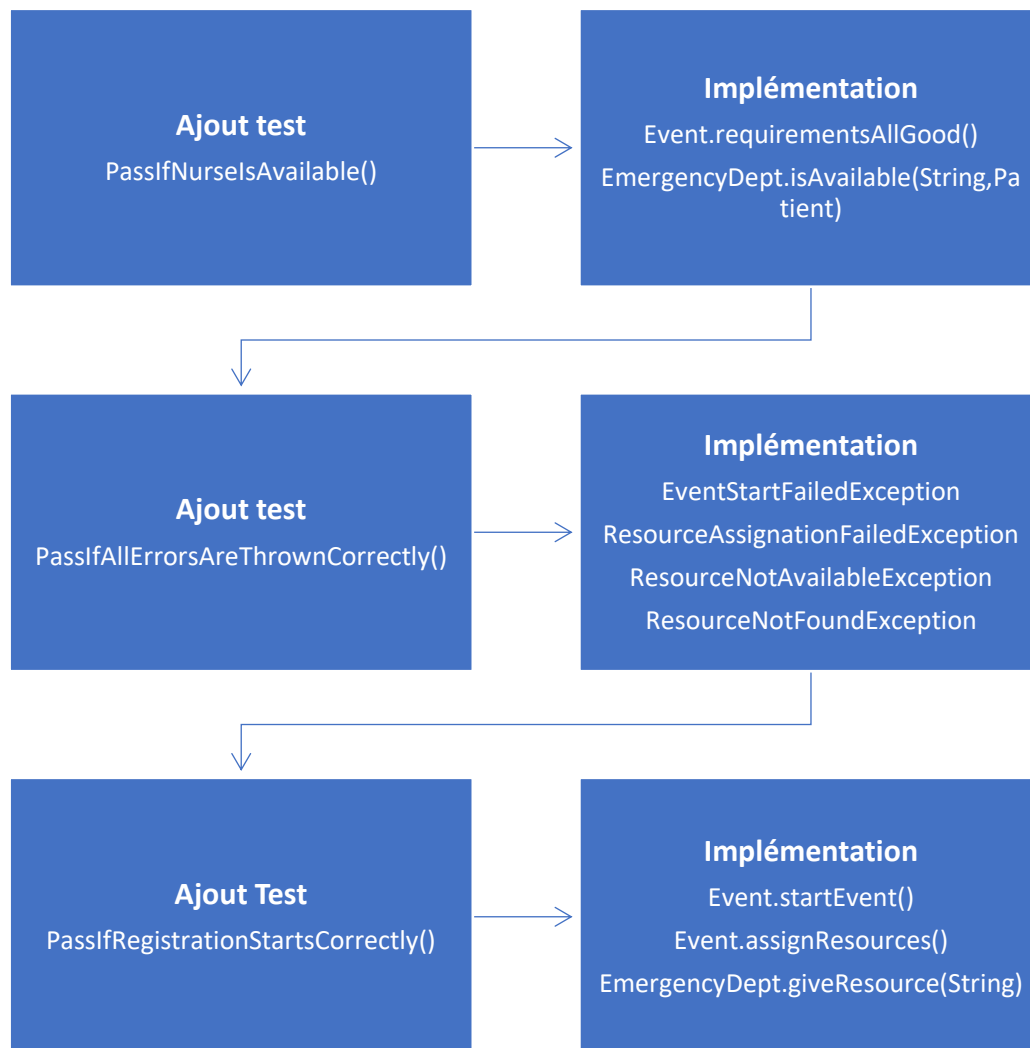 Ajout test
PassIfNurseIsAvailable()
Implémentation
Event.requirementsAllGood()
EmergencyDept.isAvailable(String,Pa
tient)
Ajout test
PassIfAllErrorsAreThrownCorrectly()
Implémentation
EventStartFailedException
ResourceAssignationFailedException
ResourceNotAvailableException
ResourceNotFoundException
Ajout Test
PassIfRegistrationStartsCorrectly()
Implémentation
Event.startEvent()
Event.assignResources()
EmergencyDept.giveResource(String)